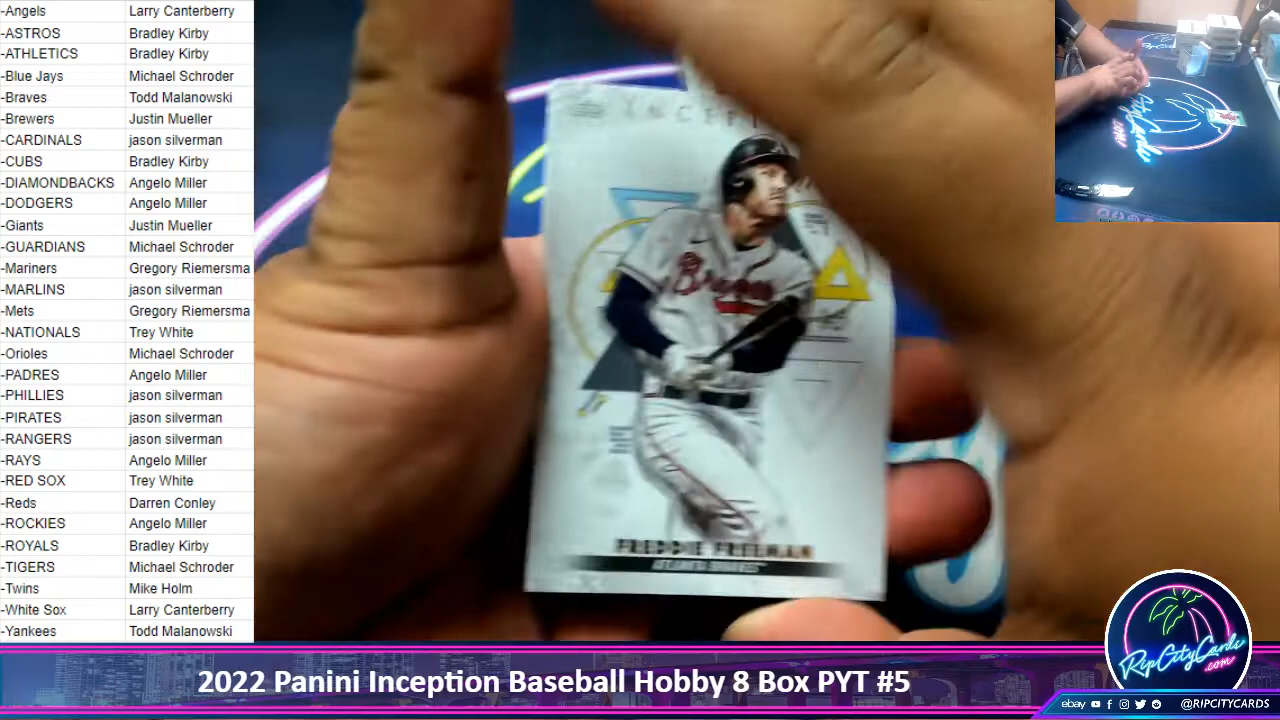 -Angels Larry Canterberry
-ASTROS Bradley Kirby
-ATHLETICS Bradley Kirby
-Blue Jays Michael Schroder
-Braves Todd Malanowski
-Brewers Justin Mueller
-CARDINALS jason silverman
-CUBS Bradley Kirby
-DIAMONDBACKS Angelo Miller
-DODGERS Angelo Miller
-Giants Justin Mueller
-GUARDIANS Michael Schroder
-Mariners Gregory Riemersma
-MARLINS jason silverman
-Mets Gregory Riemersma
-NATIONALS Trey White
-Orioles Michael Schroder
-PADRES Angelo Miller
-PHILLIES jason silverman
-PIRATES jason silverman
-RANGERS jason silverman
-RAYS Angelo Miller
-RED SOX Trey White
-Reds Darren Conley
-ROCKIES Angelo Miller
-ROYALS Bradley Kirby
-TIGERS Michael Schroder
-Twins Mike Holm
-White Sox Larry Canterberry
-Yankees Todd Malanowski
Braves
FREDDIE FREEMAN
ATLANTA BRAVES
RipCityCards
.com
2022 Panini Inception Baseball Hobby 8 Box PYT #5
ebay @RIPCITYCARDS